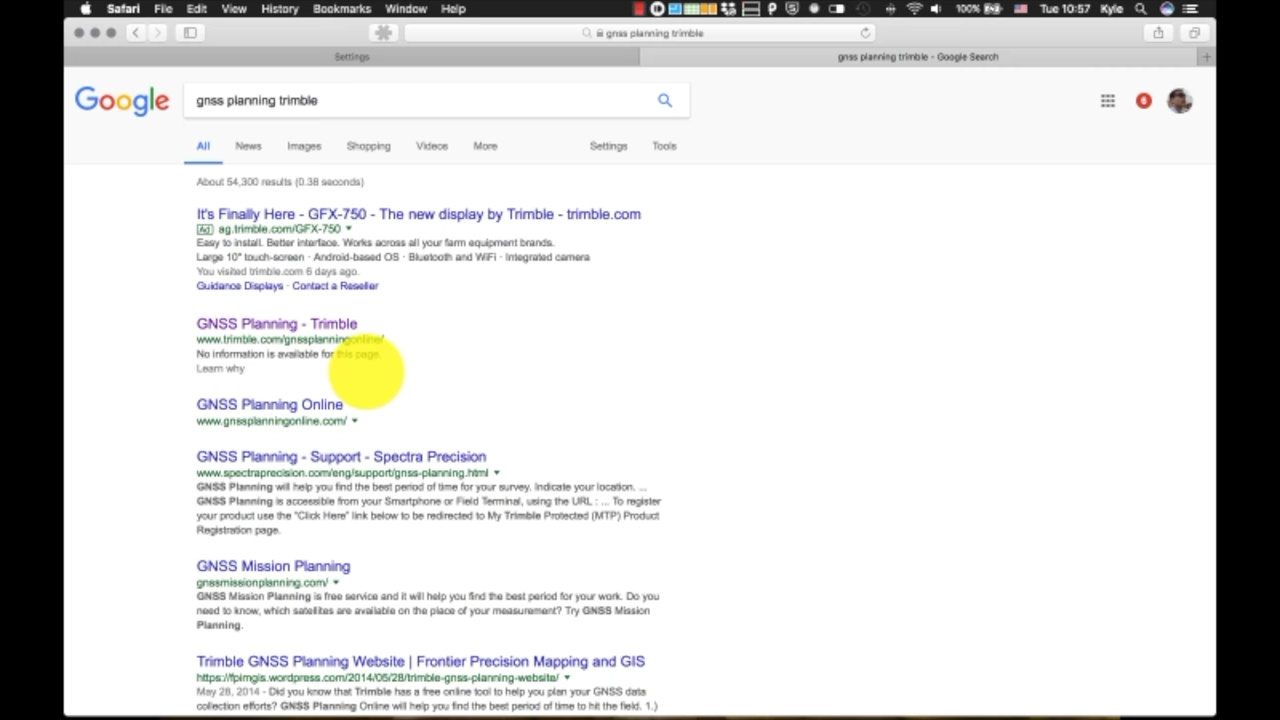 Safari File Edit View History Bookmarks Window Help 100% Tue 10:57 Kyle
gnss planning trimble
Settings gnss planning trimble - Google Search
Google gnss planning trimble 6
All News Images Shopping Videos More Settings Tools
About 54,300 results (0.38 seconds)
It's Finally Here - GFX-750 - The new display by Trimble - trimble.com
Ad ag.trimble.com/GFX-750
Easy to install. Better interface. Works across all your farm equipment brands.
Large 10" touch-screen · Android-based OS · Bluetooth and WiFi · Integrated camera
You visited trimble.com 6 days ago.
Guidance Displays · Contact a Reseller
GNSS Planning - Trimble
www.trimble.com/gnssplanningonline/
No information is available for this page.
Learn why
GNSS Planning Online
www.gnssplanningonline.com/
GNSS Planning - Support - Spectra Precision
www.spectraprecision.com/eng/support/gnss-planning.html
GNSS Planning will help you find the best period of time for your survey. Indicate your location. ...
GNSS Planning is accessible from your Smartphone or Field Terminal, using the URL : ... To register
your product use the "Click Here" link below to be redirected to My Trimble Protected (MTP) Product
Registration page.
GNSS Mission Planning
gnssmissionplanning.com/
GNSS Mission Planning is free service and it will help you find the best period for your work. Do you
need to know, which satellites are available on the place of your measurement? Try GNSS Mission
Planning.
Trimble GNSS Planning Website | Frontier Precision Mapping and GIS
https://fpimgis.wordpress.com/2014/05/28/trimble-gnss-planning-website/
May 28, 2014 - Did you know that Trimble has a free online tool to help you plan your GNSS data
collection efforts? GNSS Planning Online will help you find the best period of time to hit the field. 1.)